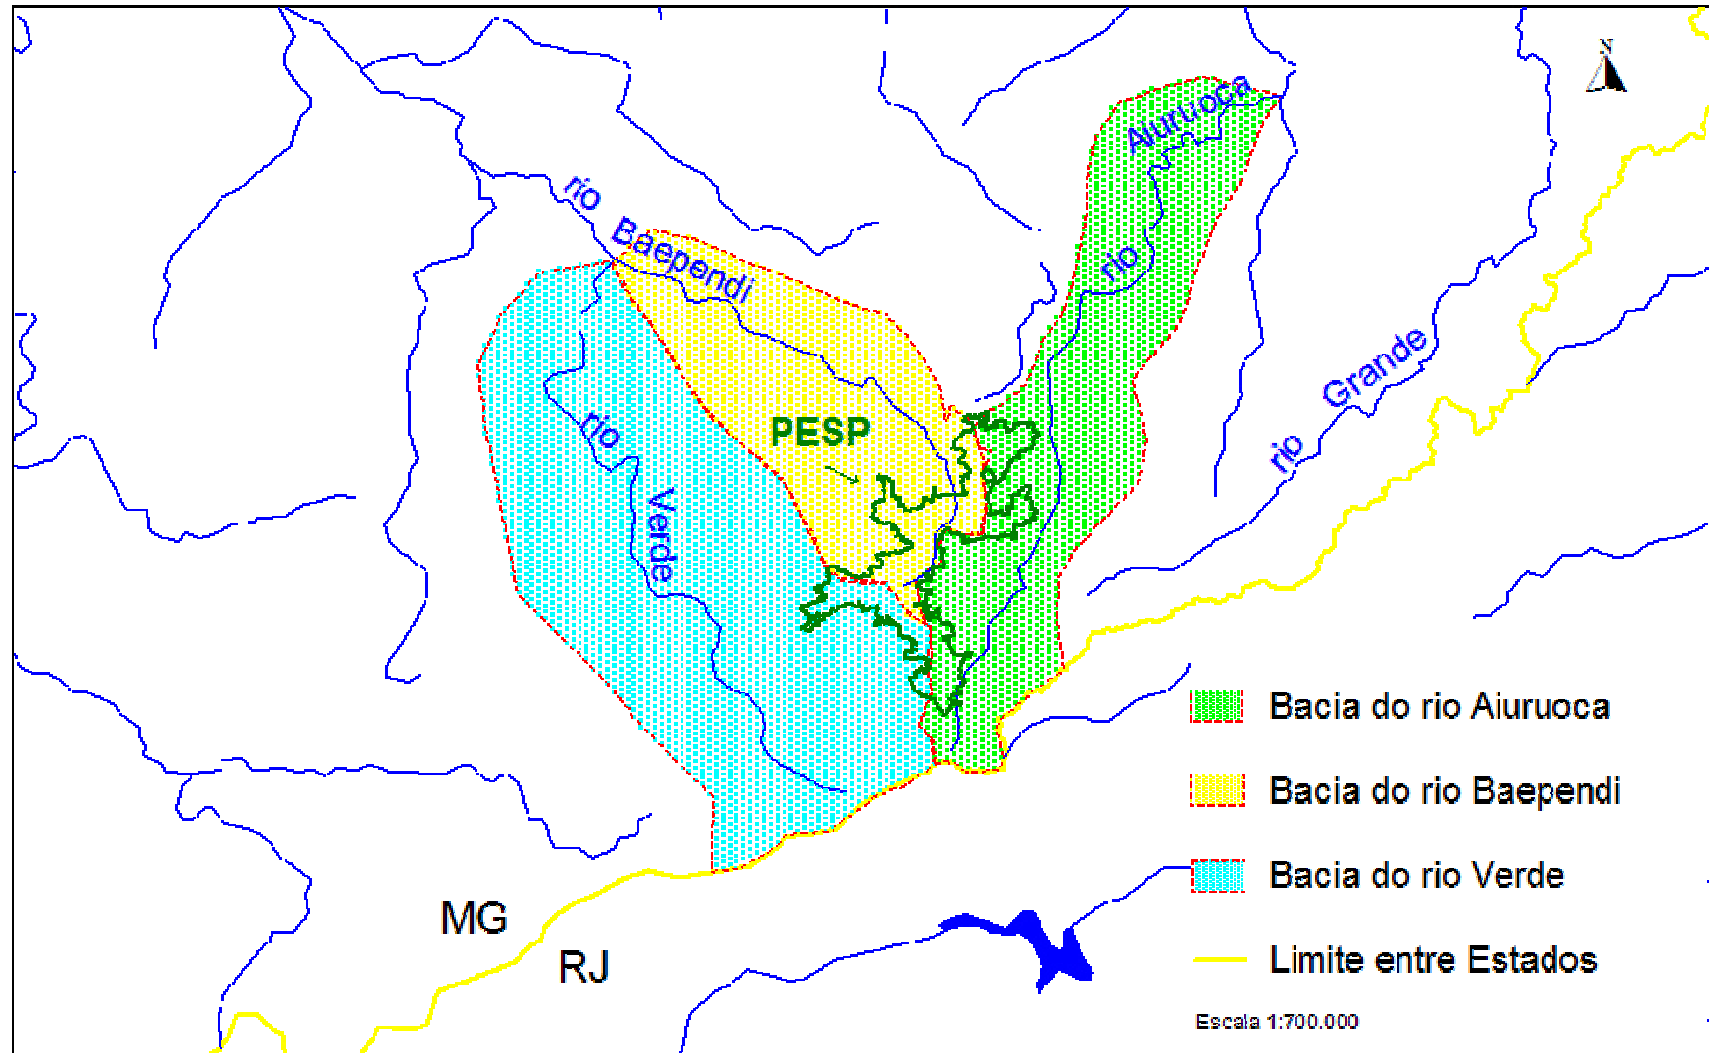 N
Aiuruoca
rio
rio
Baependi
rio
Grande
rio
PESP
rio
Verde
Bacia do rio Aiuruoca
Bacia do rio Baependi
Bacia do rio Verde
MG
RJ
Limite entre Estados
Escala 1:700.000